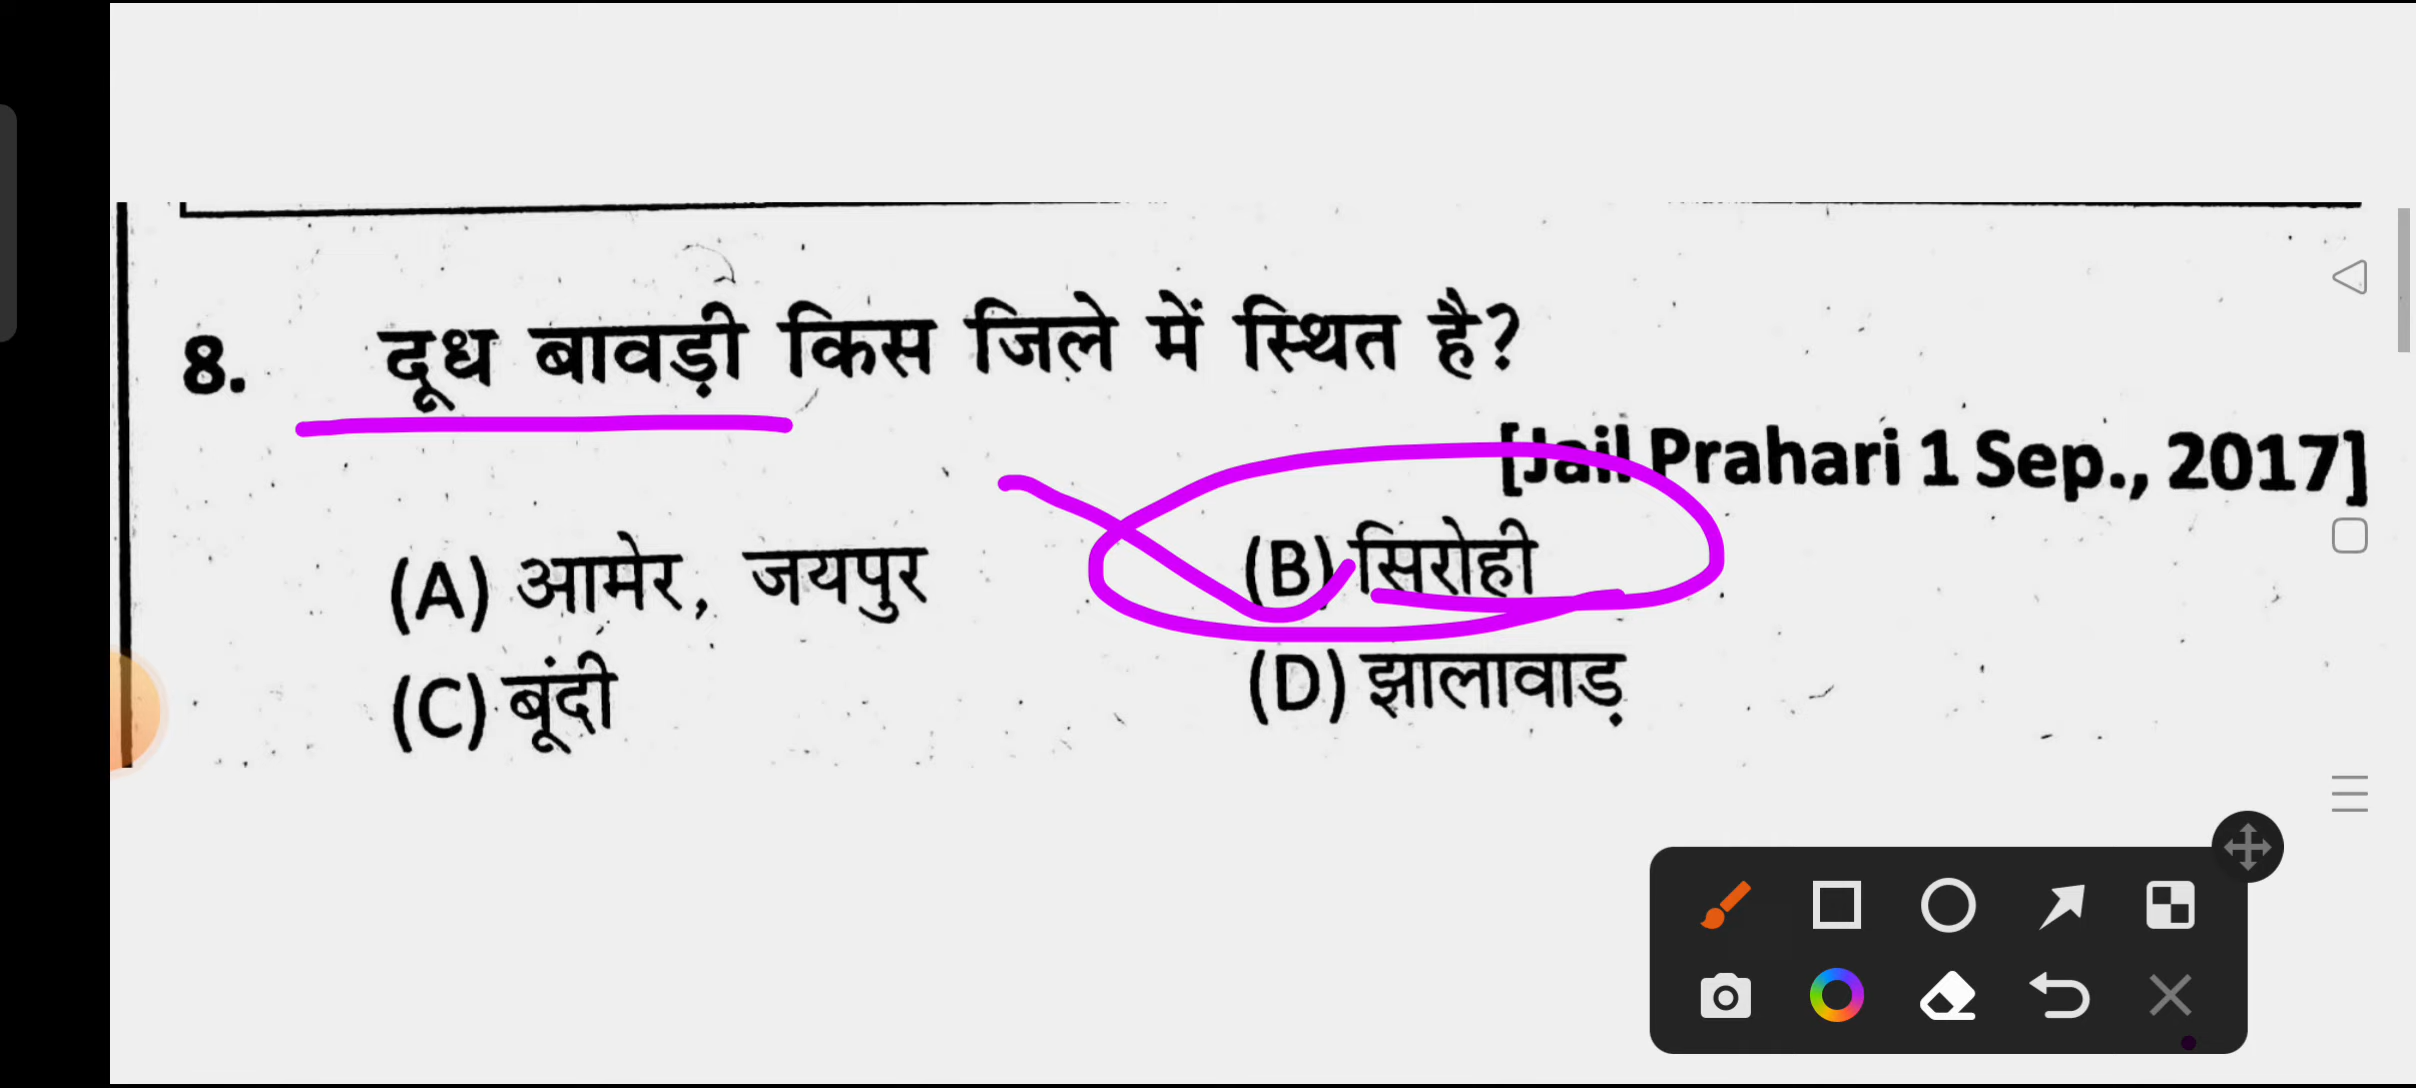 8. दूध बावड़ी किस जिले में स्थित है?
[Jail Prahari 1 Sep., 2017]
(A) आमेर, जयपुर (B) सिरोही
(C) बूंदी (D) झालावाड़